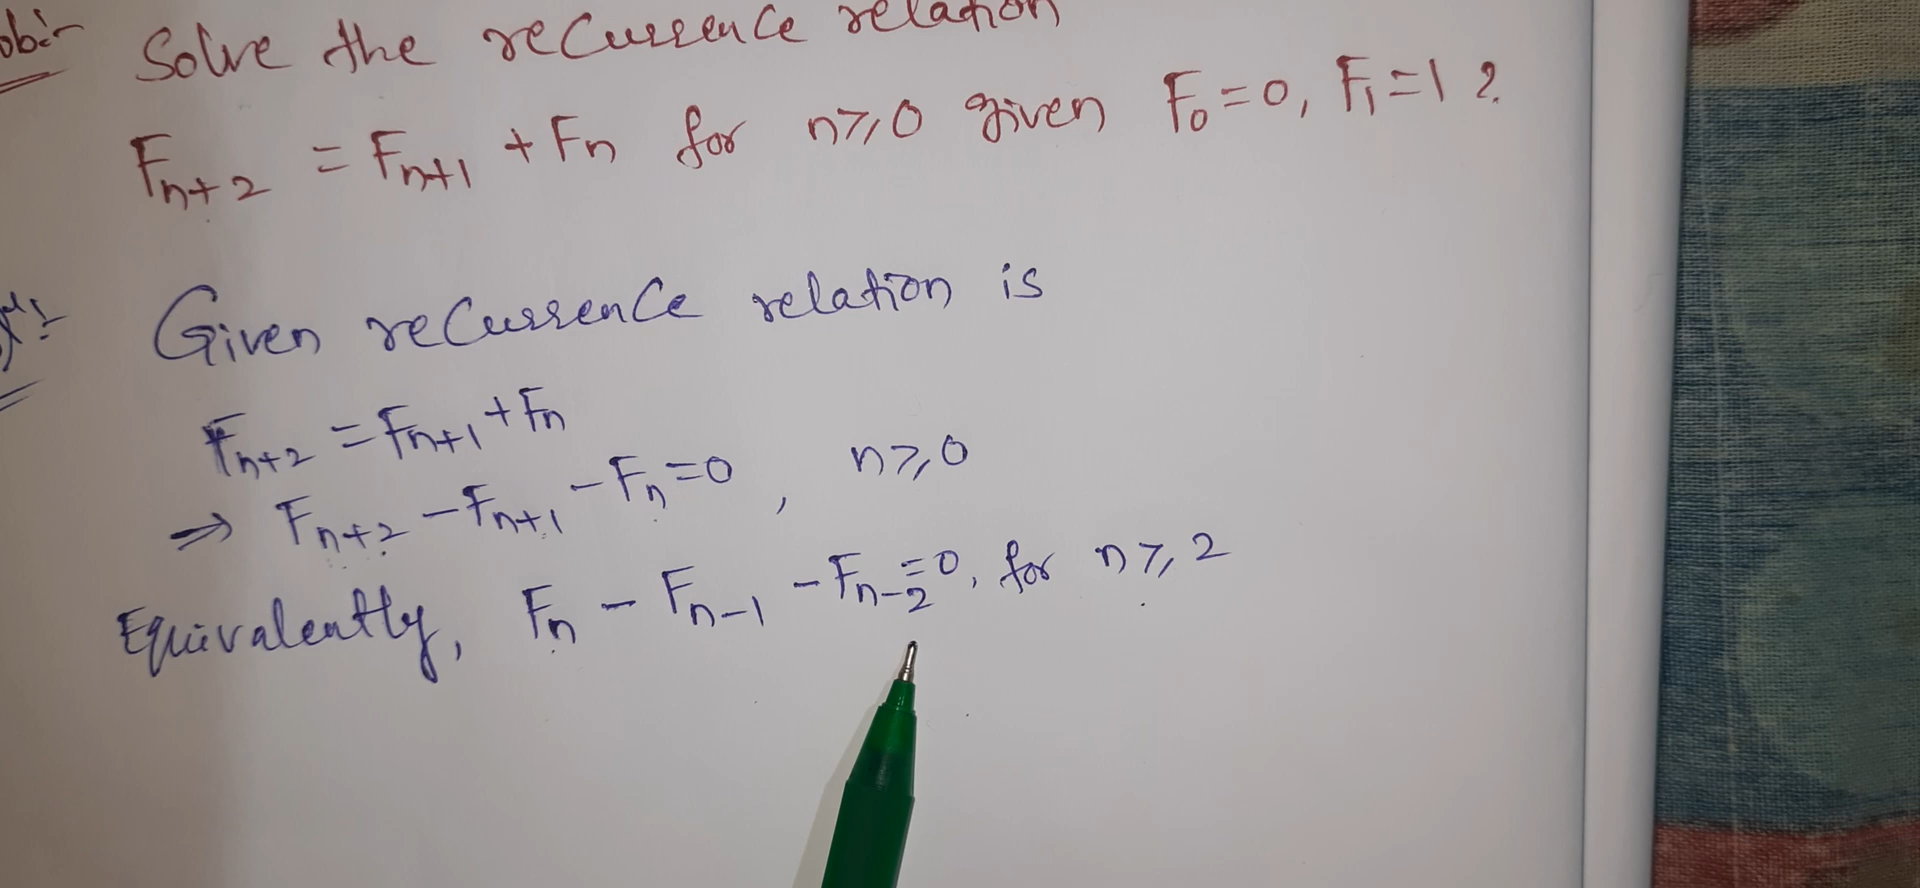 ob:-
Solve the recurrence relation
Fn+2 = Fn+1 + Fn for n≥0 given F0=0, F1=1 ?
Given recurrence relation is
Fn+2 = Fn+1 + Fn
⇒ Fn+2 - Fn+1 - Fn = 0 , n≥0
Equivalently, Fn - Fn-1 - Fn-2 = 0, for n≥2